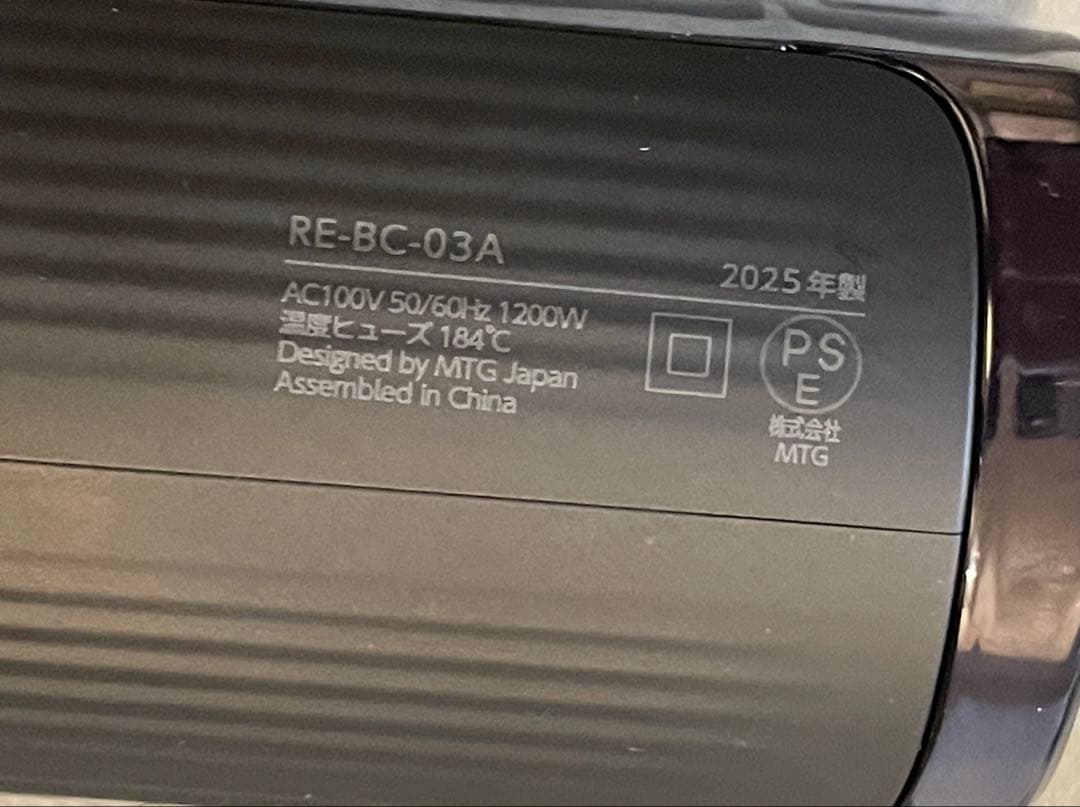 RE-BC-03A
2025年製
AC100V 50/60Hz 1200W
温度ヒューズ 184℃
Designed by MTG Japan
Assembled in China
PS
E
株式会社
MTG